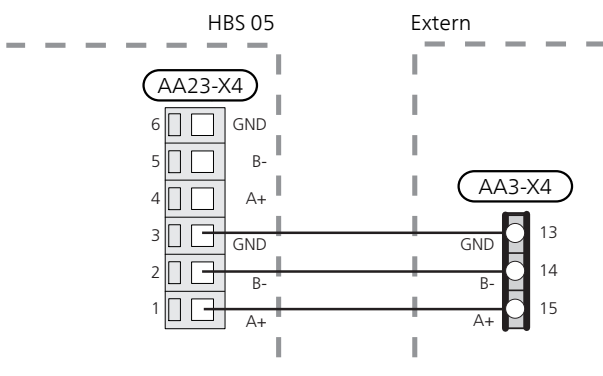 HBS 05 Extern
AA23-X4
6 GND
5 B-
4 A+
AA3-X4
3 GND GND 13
2 B- B- 14
1 A+ A+ 15